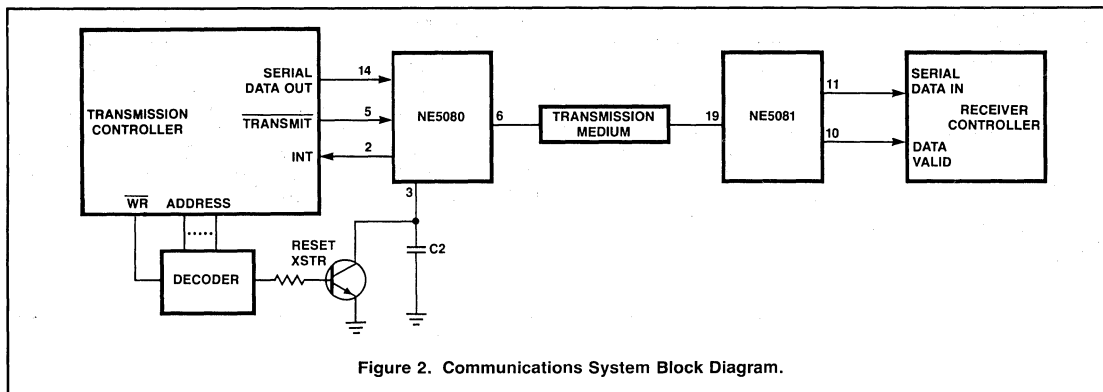 SERIAL
DATA OUT
14
TRANSMISSION
CONTROLLER
TRANSMIT
5
INT
2
NE5080
6
TRANSMISSION
MEDIUM
19
NE5081
11
SERIAL
DATA IN
RECEIVER
CONTROLLER
10
DATA
VALID
3
WR ADDRESS
DECODER
RESET
XSTR
C2
Figure 2. Communications System Block Diagram.